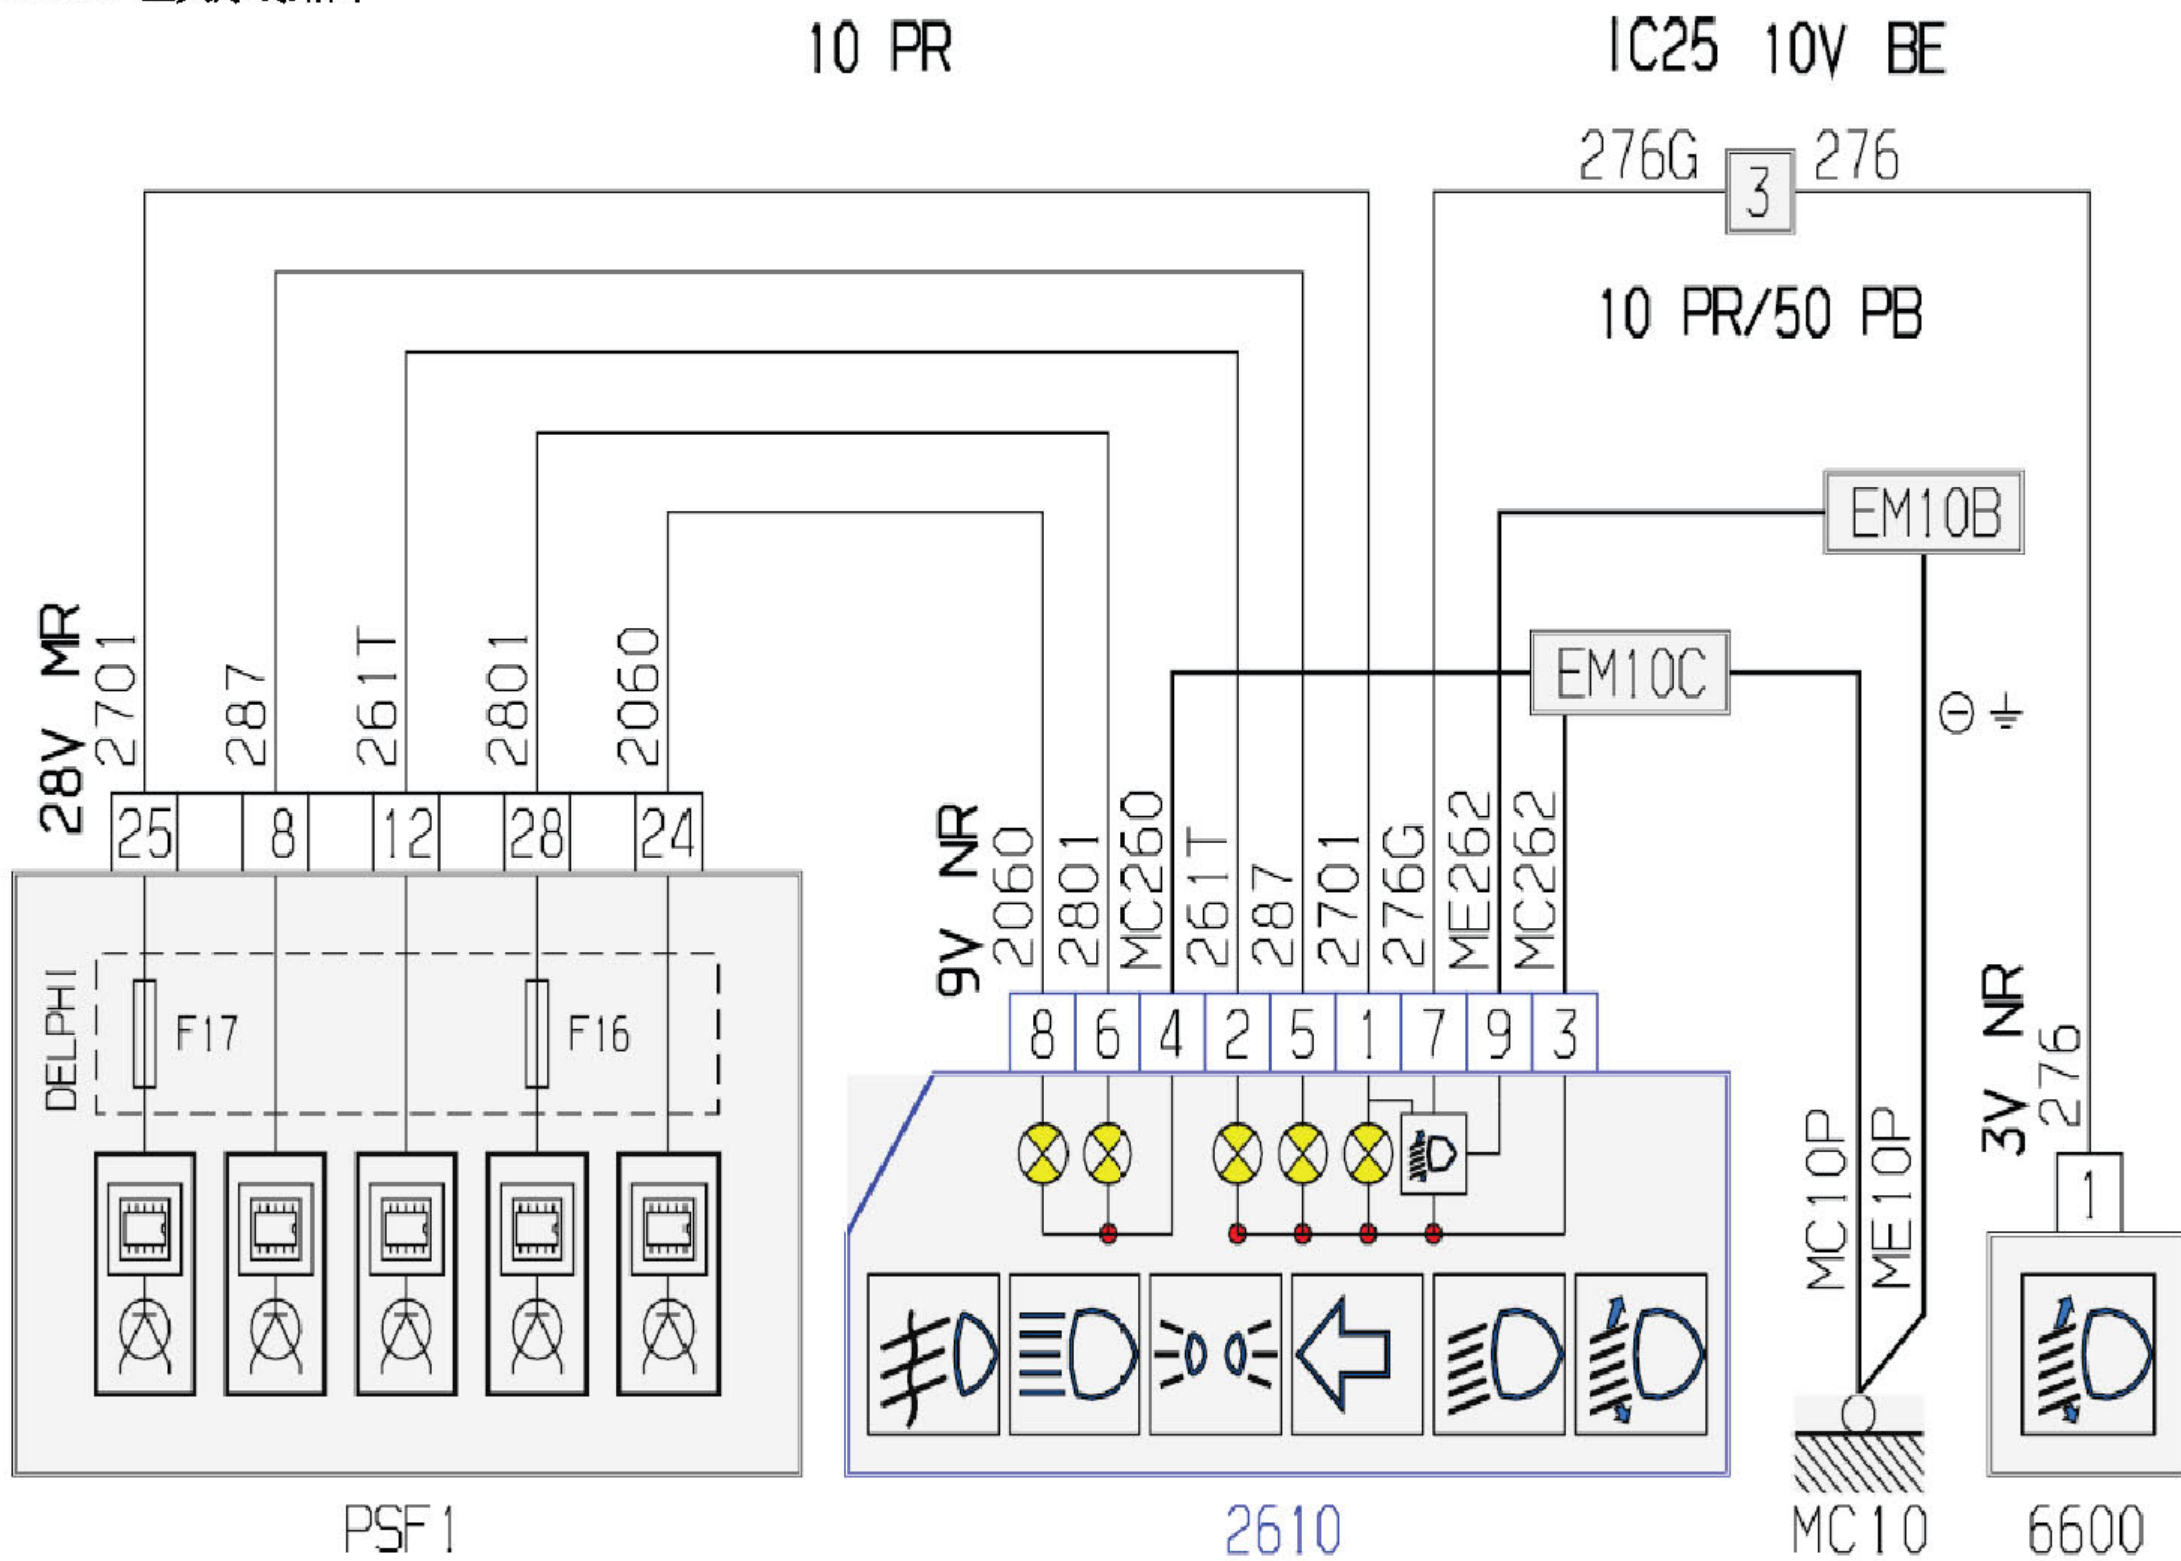 10 PR
IC25 10V BE
276G 3 276
10 PR/50 PB
EM10B
EM10C
28V MR
2701
287
261T
2801
2060
25 8 12 28 24
9V NR
2060
2801
MC260
261T
287
2701
276G
ME262
MC262
8 6 4 2 5 1 7 9 3
DELPHI
F17
F16
MC10P
ME10P
3V NR
276
1
PSF1
2610
MC10
6600